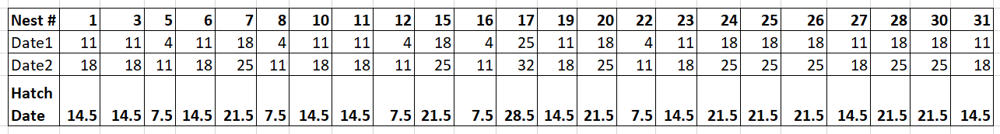 Nest # 1 3 5 6 7 8 10 11 12 15 16 17 19 20 22 23 24 25 26 27 28 30 31
Date1 11 11 4 11 18 4 11 11 4 18 4 25 11 18 4 11 18 18 18 11 18 18 11
Date2 18 18 11 18 25 11 18 18 11 25 11 32 18 25 11 18 25 25 25 18 25 25 18
Hatch
Date 14.5 14.5 7.5 14.5 21.5 7.5 14.5 14.5 7.5 21.5 7.5 28.5 14.5 21.5 7.5 14.5 21.5 21.5 21.5 14.5 21.5 21.5 14.5